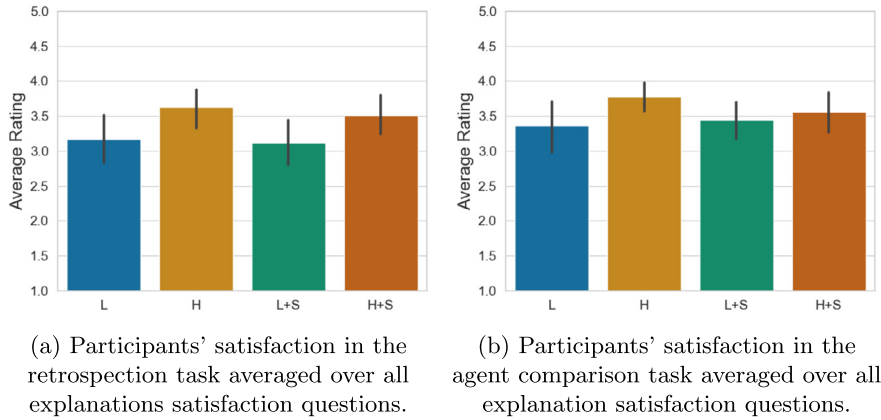 5.0
4.5
4.0
3.5
3.0
2.5
2.0
1.5
1.0
Average Rating
L
H
L+S
H+S
(a) Participants' satisfaction in the
retrospection task averaged over all
explanations satisfaction questions.
5.0
4.5
4.0
3.5
3.0
2.5
2.0
1.5
1.0
Average Rating
L
H
L+S
H+S
(b) Participants' satisfaction in the
agent comparison task averaged over all
explanation satisfaction questions.